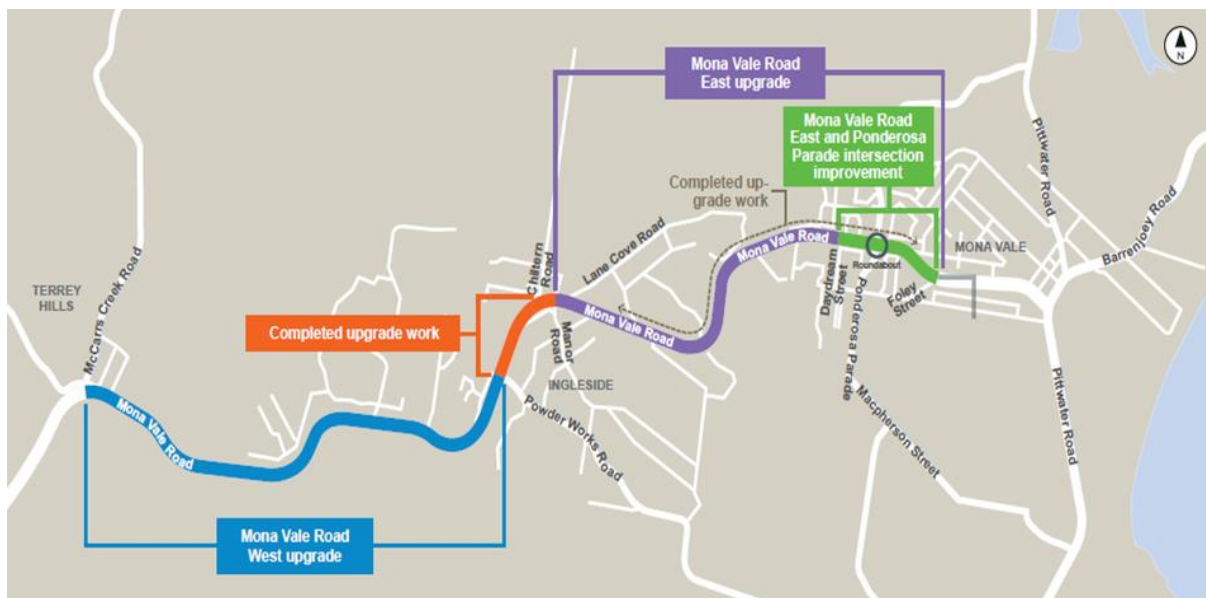 N
Mona Vale Road
East upgrade
Mona Vale Road
East and Ponderosa
Parade intersection
improvement
Completed up-
grade work
Pittwater Road
Barrenjoey Road
MONA VALE
Mona Vale Road
Roundabout
Daydream
Street
Foley
Street
Ponderosa Parade
Chiltern
Road
Lane Cove Road
TERREY
HILLS
McCarrs Creek Road
Completed upgrade work
Mona Vale Road
Manor
Road
INGLESIDE
Powder Works Road
Macpherson Street
Pittwater Road
Mona Vale Road
Mona Vale Road
West upgrade